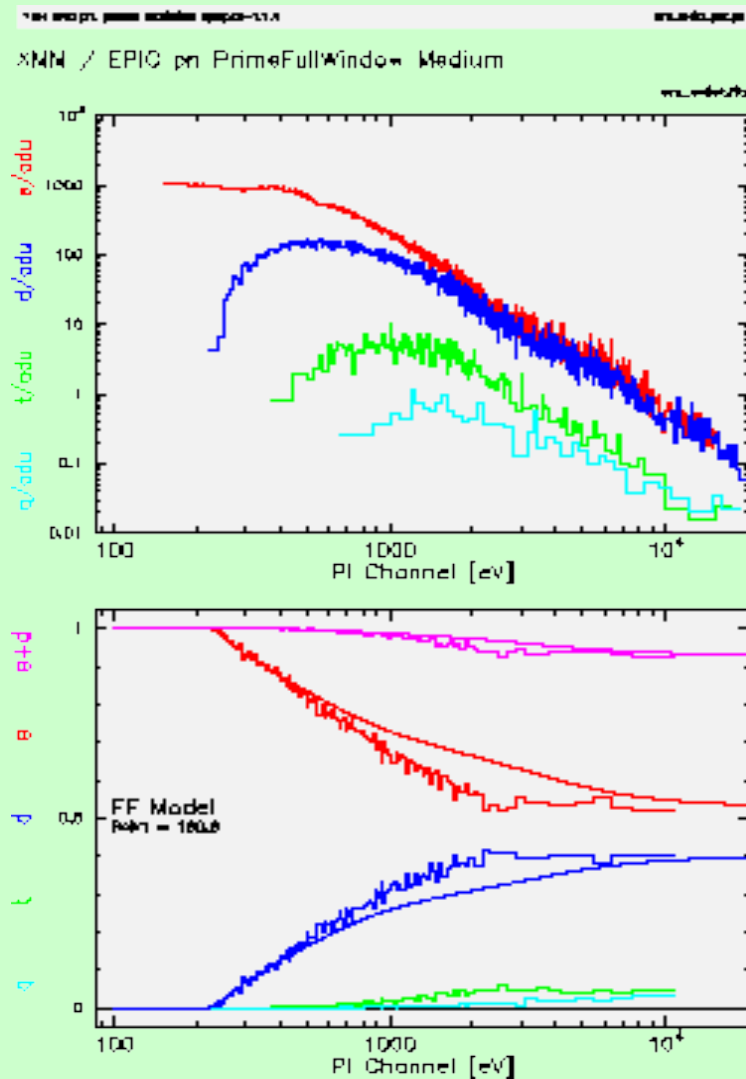 XMM / EPIC pn PrimeFullWindow Medium
s/adu
d/adu
t/adu
q/adu
10⁴
1000
100
10
1
0.1
0.01
100
1000
10⁴
PI Channel [eV]
s+d
s
d
t
q
1
0.5
0
FF Model
100
1000
10⁴
PI Channel [eV]